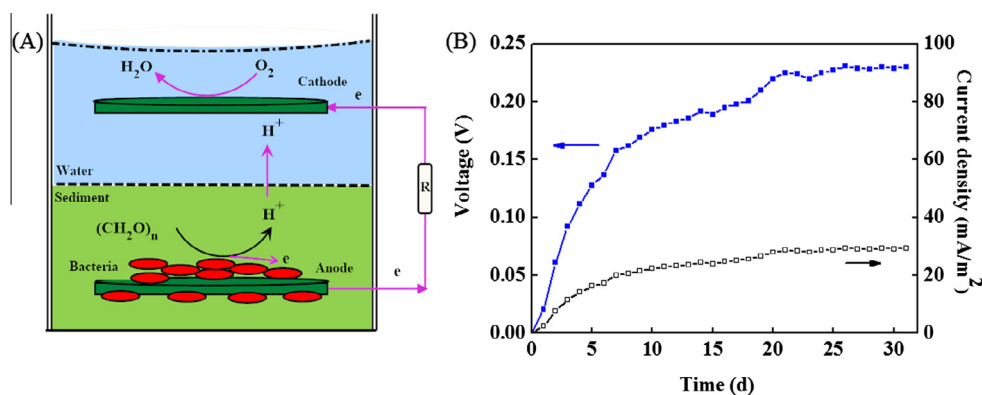 (A)
H2O
O2
Cathode
e
H+
Water
Sediment
H+
(CH2O)n
R
e
Bacteria
Anode
e
(B)
0.25
0.20
0.15
0.10
0.05
0.00
Voltage (V)
100
80
60
40
20
0
Current density (mA/m2)
0 5 10 15 20 25 30
Time (d)